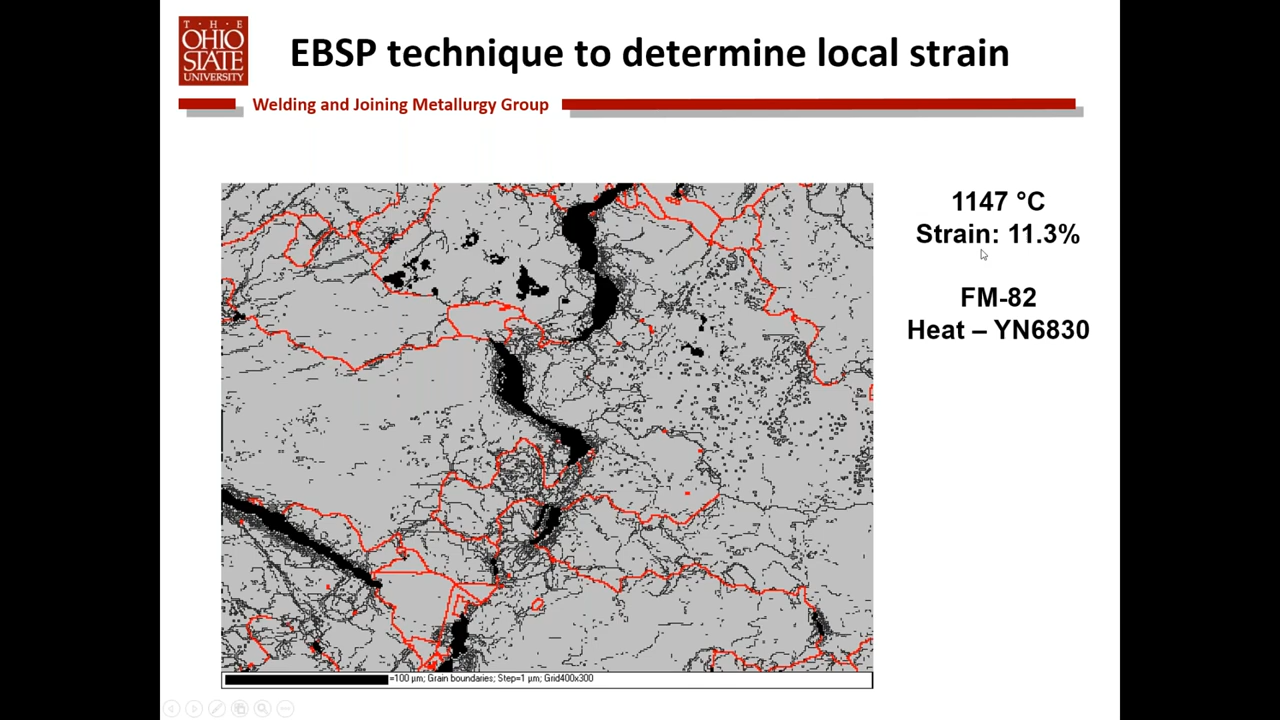 T · H · E
OHIO
STATE
UNIVERSITY
EBSP technique to determine local strain
Welding and Joining Metallurgy Group
1147 °C
Strain: 11.3%
FM-82
Heat – YN6830
=100 µm; Grain boundaries; Step=1 µm; Grid400x300